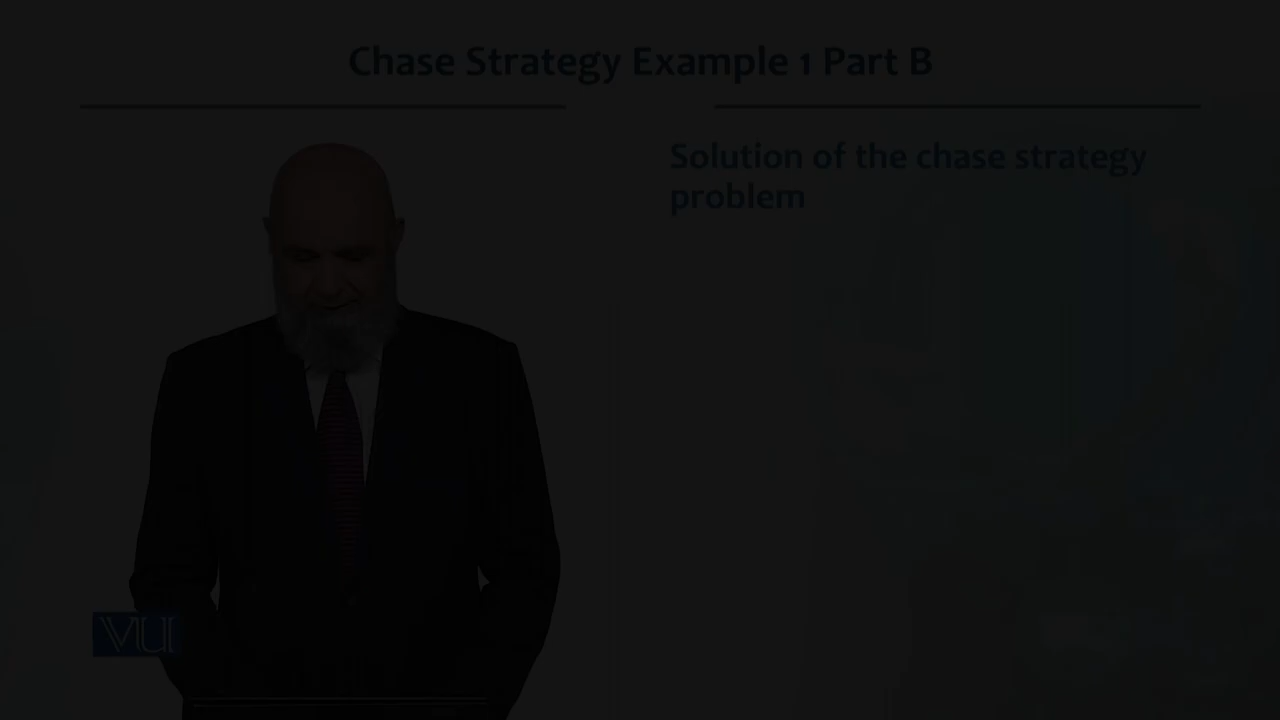 Chase Strategy Example 1 Part B
Solution of the chase strategy
problem
VU